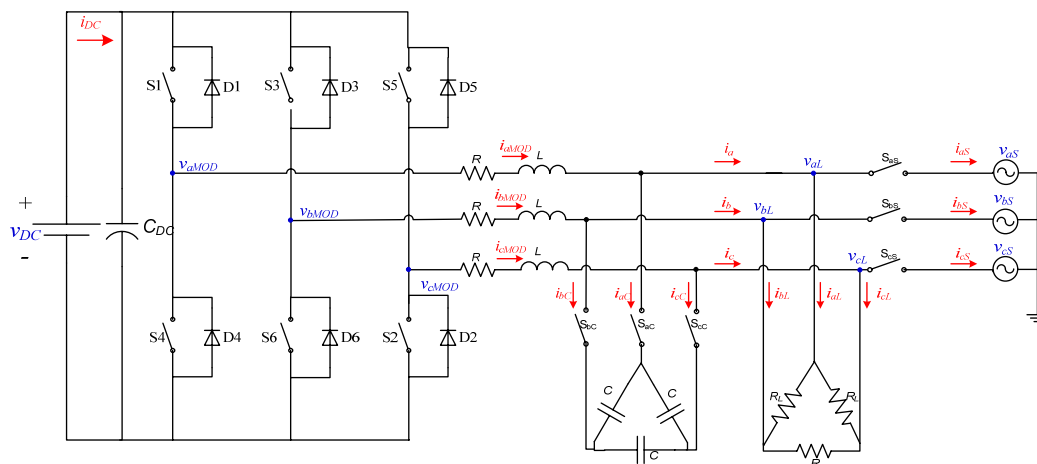 i_DC
S1 D1 S3 D3 S5 D5
i_aMOD i_a i_aS v_aS
v_aMOD R L v_aL S_aS
i_bMOD i_b i_bS v_bS
v_bMOD R L v_bL S_bS
+
v_DC C_DC
-
i_cMOD i_c i_cS v_cS
R L v_cL S_cS
v_cMOD
i_bC i_aC i_cC i_bL i_aL i_cL
S4 D4 S6 D6 S2 D2 S_bC S_aC S_cC
C C R_L R_L
C R